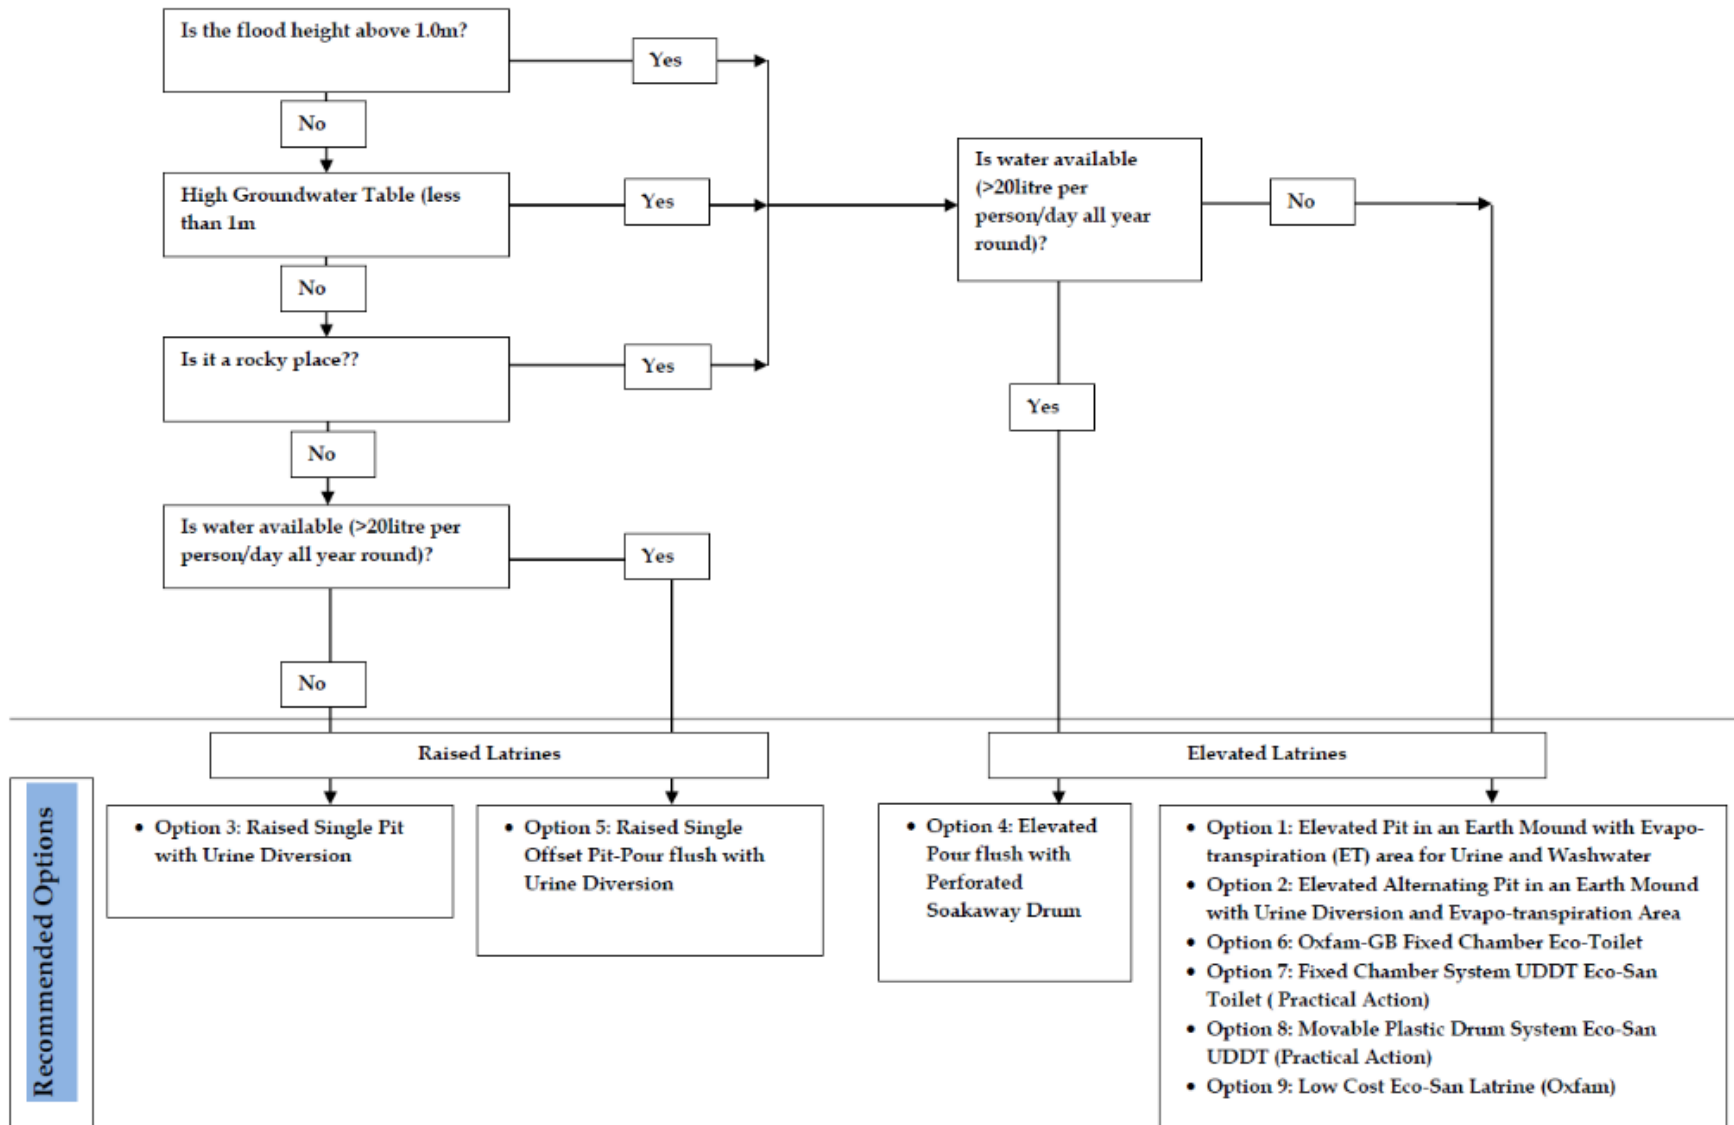 Is the flood height above 1.0m?
Yes
No
High Groundwater Table (less
than 1m
Yes
No
Is it a rocky place??
Yes
No
Is water available (>20litre per
person/day all year round)?
Yes
No
Is water available
(>20litre per
person/day all year
round)?
No
Yes
Raised Latrines
Elevated Latrines
Recommended Options
• Option 3: Raised Single Pit
with Urine Diversion
• Option 5: Raised Single
Offset Pit-Pour flush with
Urine Diversion
• Option 4: Elevated
Pour flush with
Perforated
Soakaway Drum
• Option 1: Elevated Pit in an Earth Mound with Evapo-
transpiration (ET) area for Urine and Washwater
• Option 2: Elevated Alternating Pit in an Earth Mound
with Urine Diversion and Evapo-transpiration Area
• Option 6: Oxfam-GB Fixed Chamber Eco-Toilet
• Option 7: Fixed Chamber System UDDT Eco-San
Toilet ( Practical Action)
• Option 8: Movable Plastic Drum System Eco-San
UDDT (Practical Action)
• Option 9: Low Cost Eco-San Latrine (Oxfam)